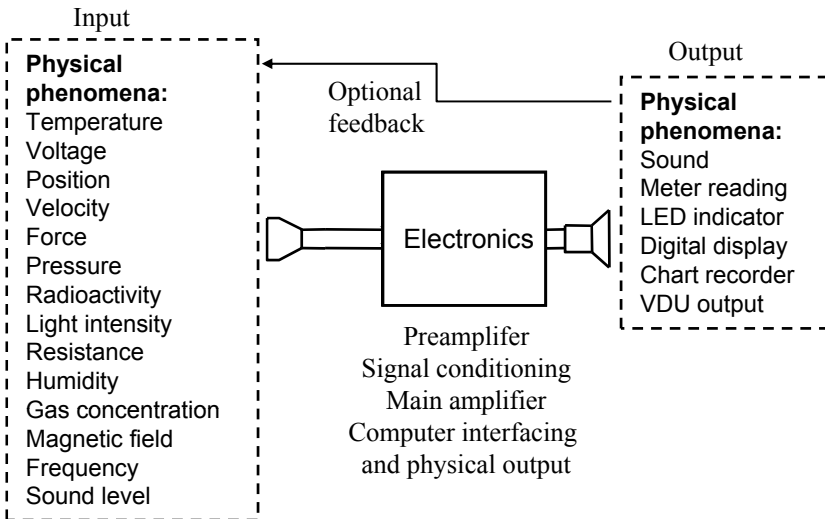 Input
Physical
phenomena:
Temperature
Voltage
Position
Velocity
Force
Pressure
Radioactivity
Light intensity
Resistance
Humidity
Gas concentration
Magnetic field
Frequency
Sound level
Optional
feedback
Electronics
Preamplifer
Signal conditioning
Main amplifier
Computer interfacing
and physical output
Output
Physical
phenomena:
Sound
Meter reading
LED indicator
Digital display
Chart recorder
VDU output